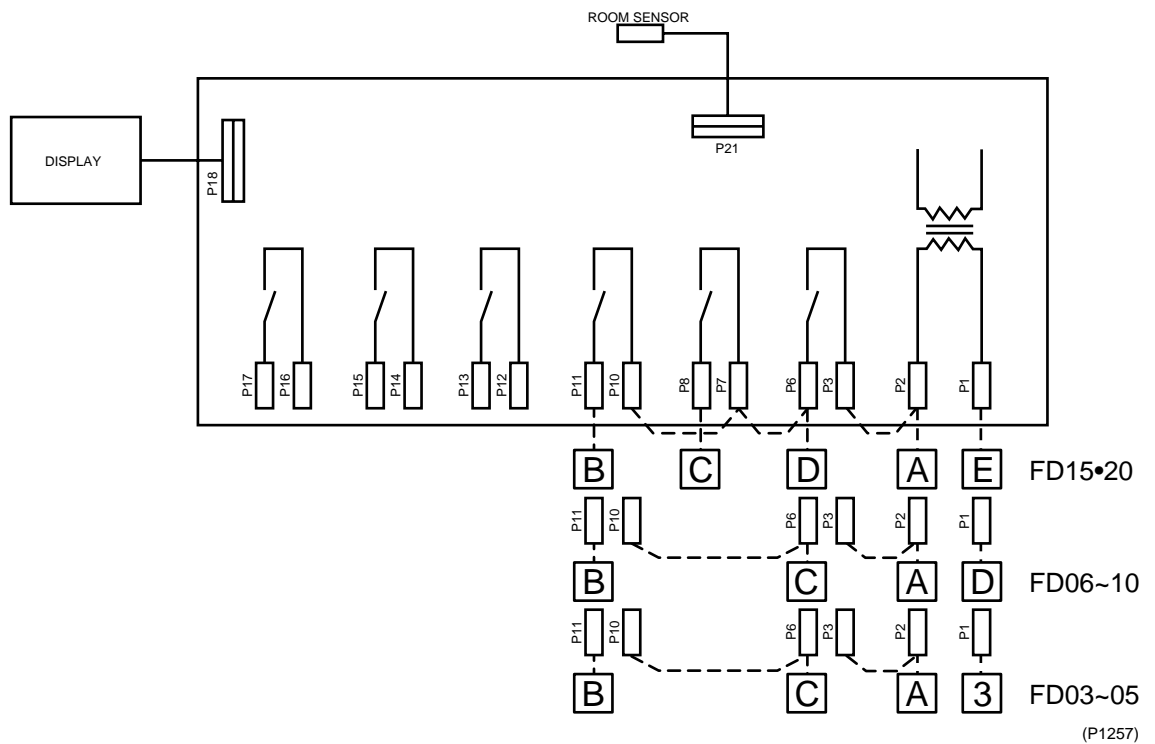 ROOM SENSOR
DISPLAY
P18
P21
P17 P16 P15 P14 P13 P12 P11 P10 P8 P7 P6 P3 P2 P1
B C D A E FD15•20
P11 P10 P6 P3 P2 P1
B C A D FD06~10
P11 P10 P6 P3 P2 P1
B C A 3 FD03~05
(P1257)